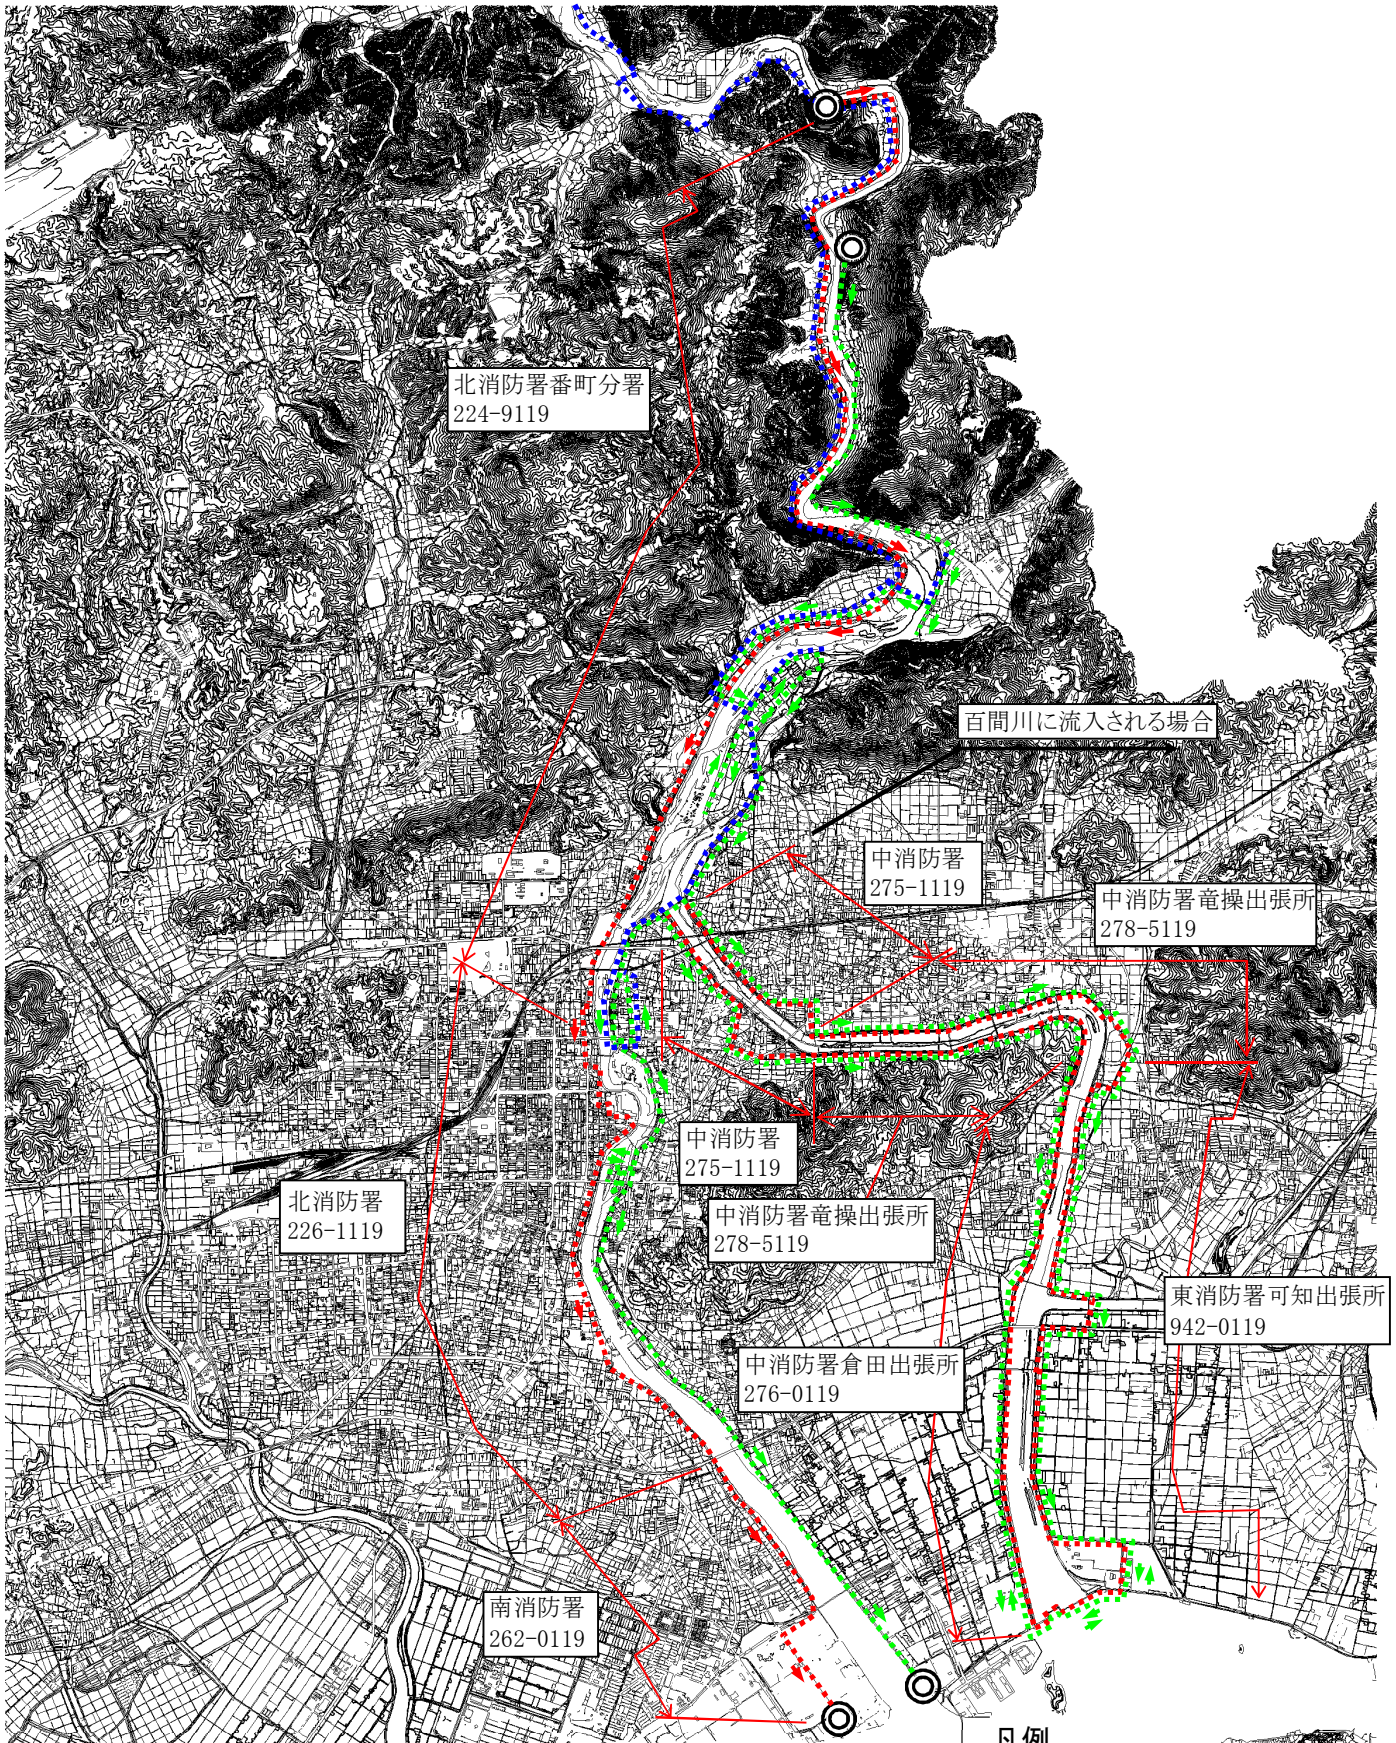 北消防署番町分署
224-9119
百間川に流入される場合
中消防署
275-1119
中消防署竜操出張所
278-5119
中消防署
275-1119
北消防署
226-1119
中消防署竜操出張所
278-5119
東消防署可知出張所
942-0119
中消防署倉田出張所
276-0119
南消防署
262-0119
凡例